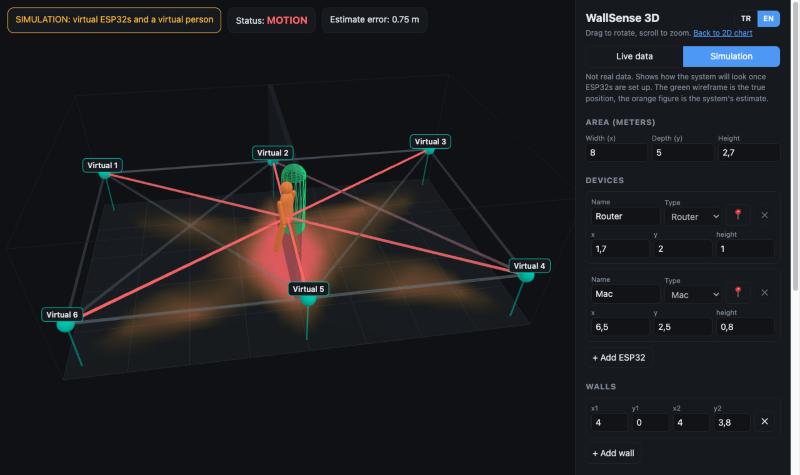 SIMULATION: virtual ESP32s and a virtual person
Status: MOTION
Estimate error: 0.75 m
Virtual 1
Virtual 2
Virtual 3
Virtual 4
Virtual 5
Virtual 6
WallSense 3D
TR
EN
Drag to rotate, scroll to zoom. Back to 2D chart
Live data
Simulation
Not real data. Shows how the system will look once
ESP32s are set up. The green wireframe is the true
position, the orange figure is the system's estimate.
AREA (METERS)
Width (x) Depth (y) Height
8 5 2,7
DEVICES
Name Type
Router Router
x y height
1,7 2 1
Name Type
Mac Mac
x y height
6,5 2,5 0,8
+ Add ESP32
WALLS
x1 y1 x2 y2
4 0 4 3,8
+ Add wall